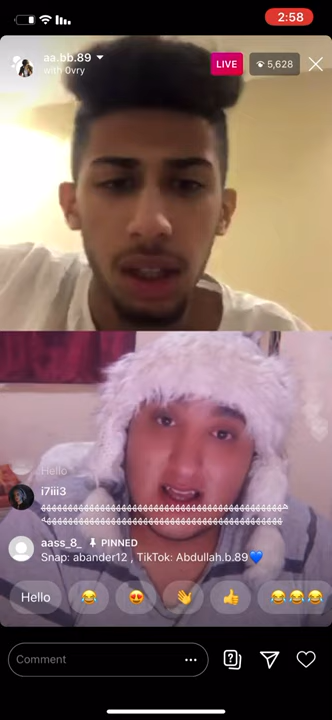 2:58
aa.bb.89
with 0vry
LIVE
5,628
Hello
i7iii3
aass_8_ PINNED
Snap: abander12 , TikTok: Abdullah.b.89💙
Hello 😂 😍 👋 👍 😂😂😂
Comment